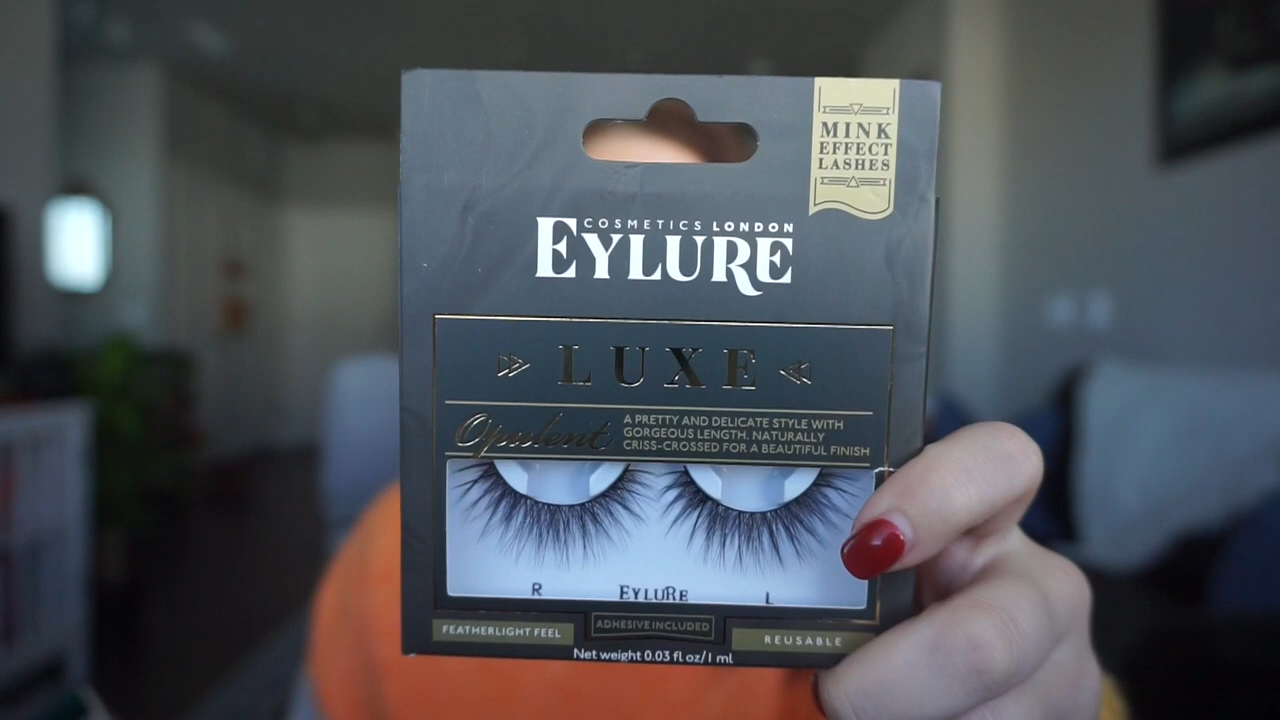 MINK
EFFECT
LASHES
COSMETICS LONDON
EYLURE
LUXE
Opulent
A PRETTY AND DELICATE STYLE WITH
GORGEOUS LENGTH. NATURALLY
CRISS-CROSSED FOR A BEAUTIFUL FINISH
R EYLURE L
FEATHERLIGHT FEEL
ADHESIVE INCLUDED
REUSABLE
Net weight 0.03 fl oz/1 ml